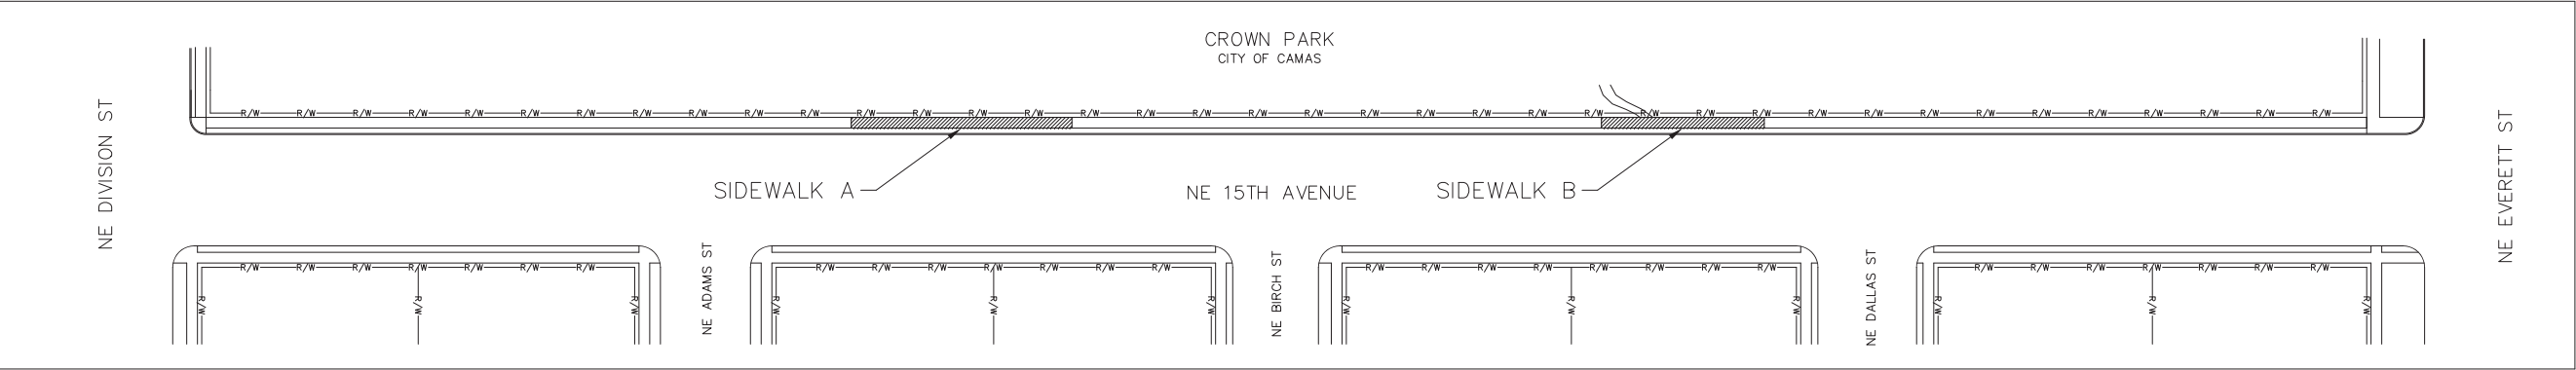 CROWN PARK
CITY OF CAMAS
R/W R/W R/W R/W R/W R/W R/W R/W R/W R/W R/W R/W R/W R/W R/W R/W R/W R/W R/W R/W R/W R/W R/W R/W R/W R/W R/W R/W R/W R/W R/W R/W R/W R/W R/W R/W R/W R/W
NE DIVISION ST
SIDEWALK A
NE 15TH AVENUE
SIDEWALK B
NE EVERETT ST
R/W R/W R/W R/W R/W R/W R/W
NE ADAMS ST
R/W R/W R/W R/W R/W R/W R/W
NE BIRCH ST
R/W R/W R/W R/W R/W R/W R/W R/W
NE DALLAS ST
R/W R/W R/W R/W R/W R/W R/W
R/W
R/W
R/W
R/W
R/W
R/W
R/W
R/W
R/W
R/W
R/W
R/W